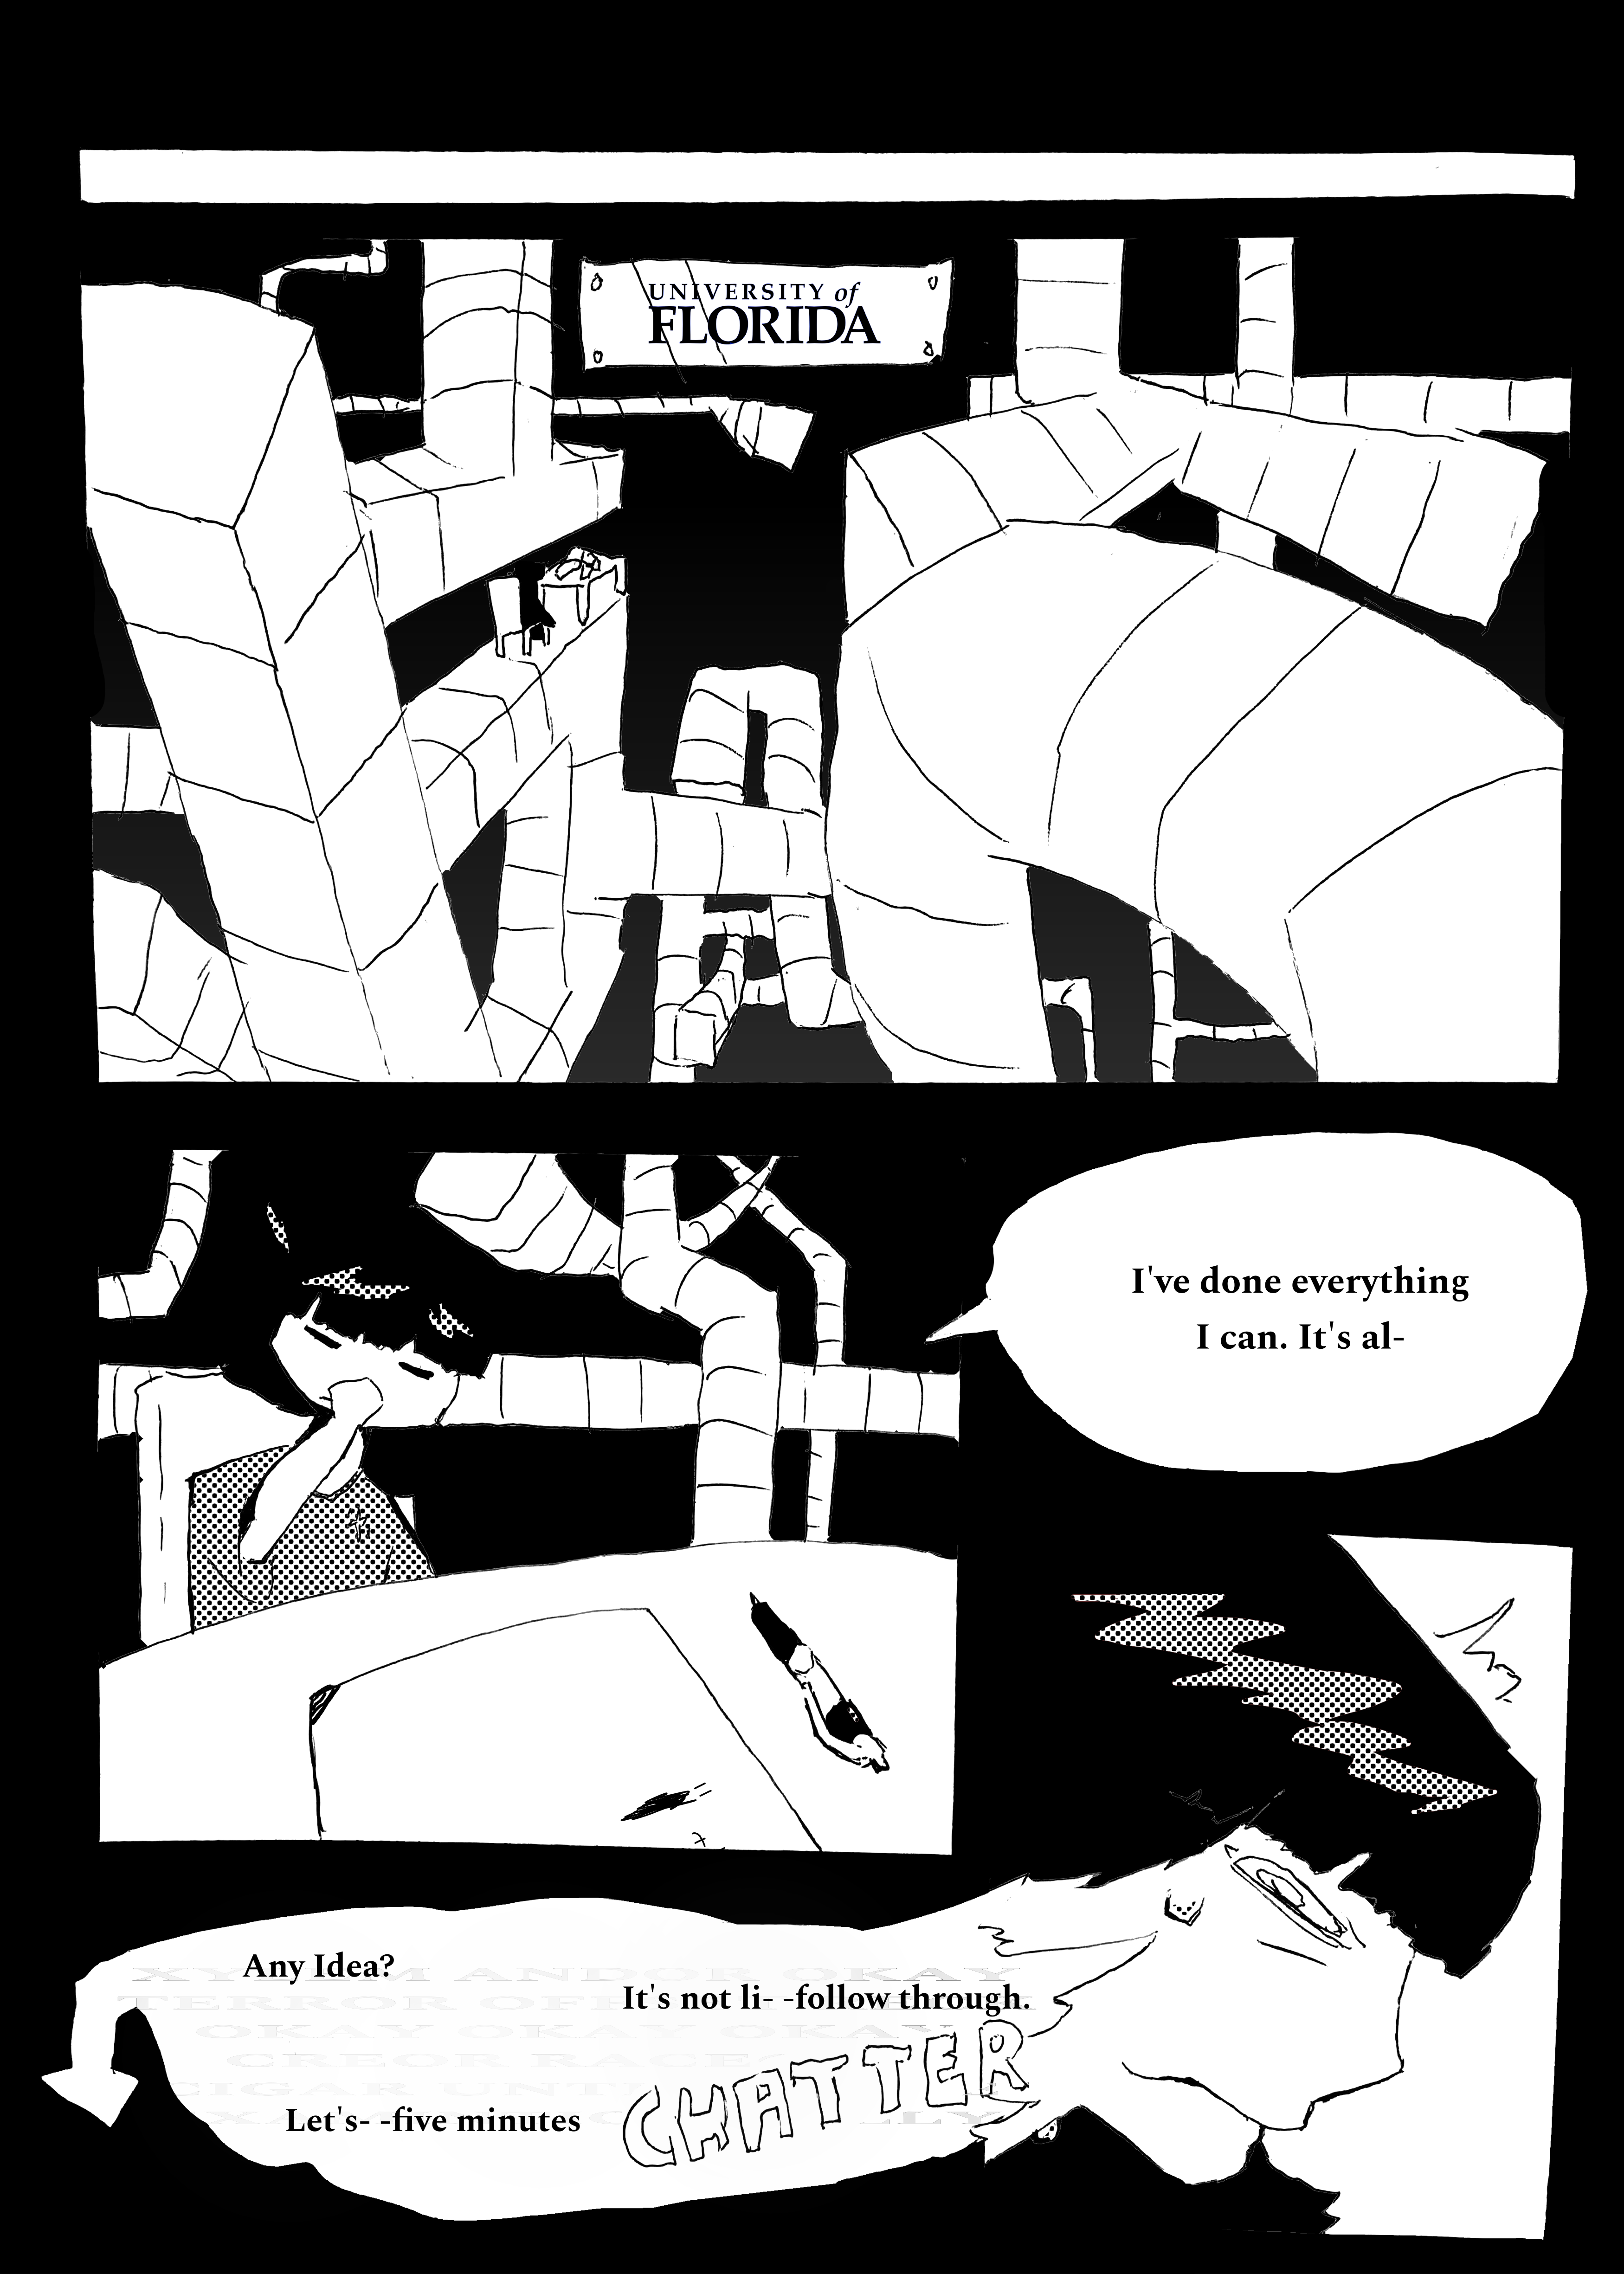 UNIVERSITY of
FLORIDA
I've done everything
I can. It's al-
Any Idea?
It's not li- -follow through.
CHATTER
Let's- -five minutes